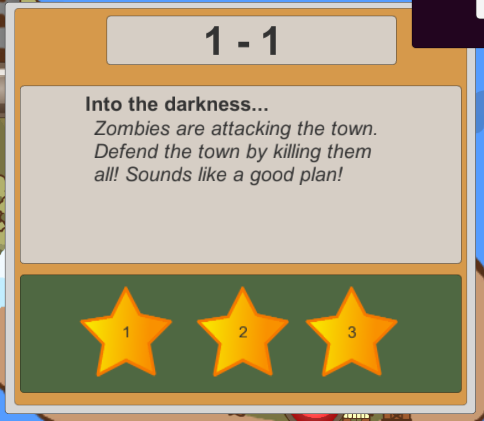 1 - 1
Into the darkness...
Zombies are attacking the town.
Defend the town by killing them
all! Sounds like a good plan!
1 2 3